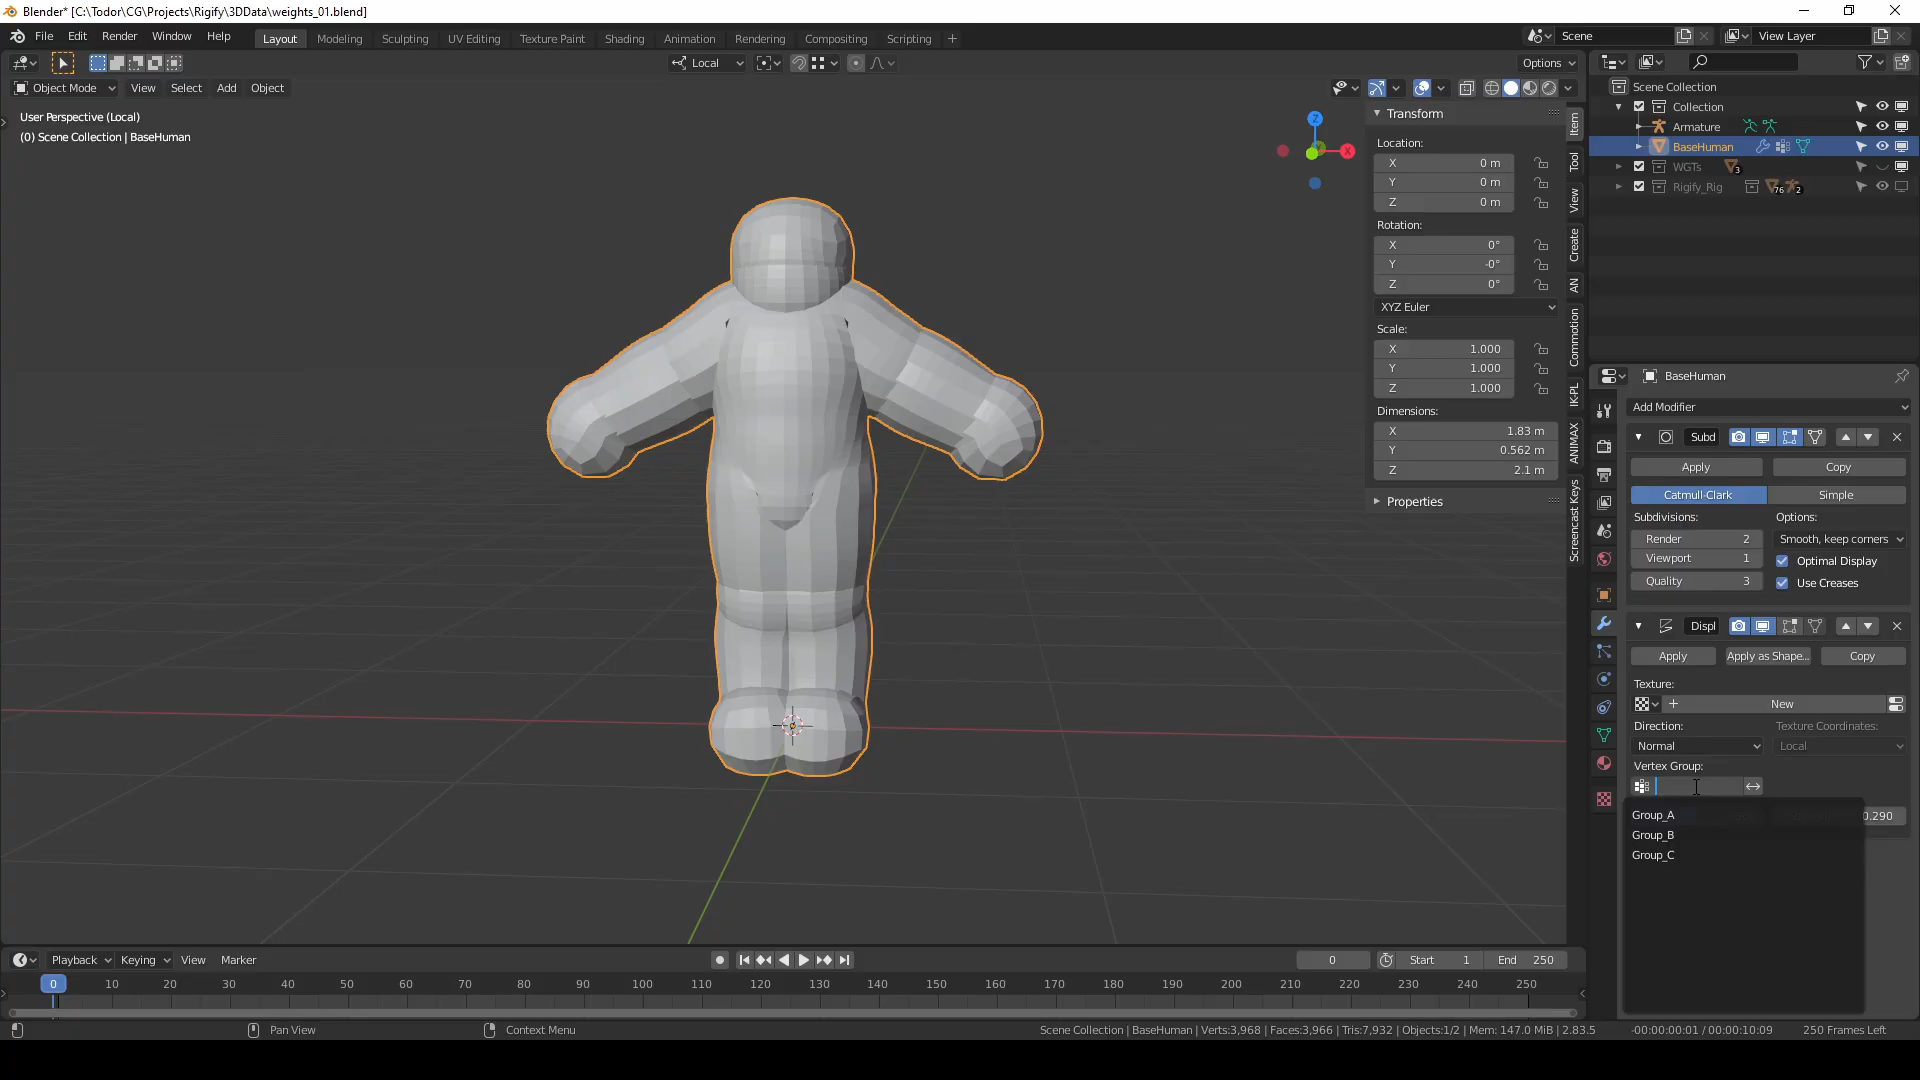 Blender* [C:\Todor\CG\Projects\Rigify\3DData\weights_01.blend]
File Edit Render Window Help
Layout Modeling Sculpting UV Editing Texture Paint Shading Animation Rendering Compositing Scripting +
Scene
View Layer
Local
Options
Object Mode View Select Add Object
User Perspective (Local)
(0) Scene Collection | BaseHuman
Z
X
Transform
Location:
X 0 m
Y 0 m
Z 0 m
Rotation:
X 0°
Y -0°
Z 0°
XYZ Euler
Scale:
X 1.000
Y 1.000
Z 1.000
Dimensions:
X 1.83 m
Y 0.562 m
Z 2.1 m
Properties
Item
Tool
View
Create
AN
Commotion
IK-PL
ANIMAX
Screencast Keys
Scene Collection
Collection
Armature
BaseHuman
WGTs 3
Rigify_Rig 76 2
BaseHuman
Add Modifier
Subd
Apply Copy
Catmull-Clark Simple
Subdivisions: Options:
Render 2 Smooth, keep corners
Viewport 1 Optimal Display
Quality 3 Use Creases
Displ
Apply Apply as Shape... Copy
Texture:
New
Direction: Texture Coordinates:
Normal Local
Vertex Group:
Group_A
0.290
Group_B
Group_C
Playback Keying View Marker
0 Start 1 End 250
0 10 20 30 40 50 60 70 80 90 100 110 120 130 140 150 160 170 180 190 200 210 220 230 240 250
Pan View Context Menu
Scene Collection | BaseHuman | Verts:3,968 | Faces:3,966 | Tris:7,932 | Objects:1/2 | Mem: 147.0 MiB | 2.83.5
-00:00:00:01 / 00:00:10:09 250 Frames Left